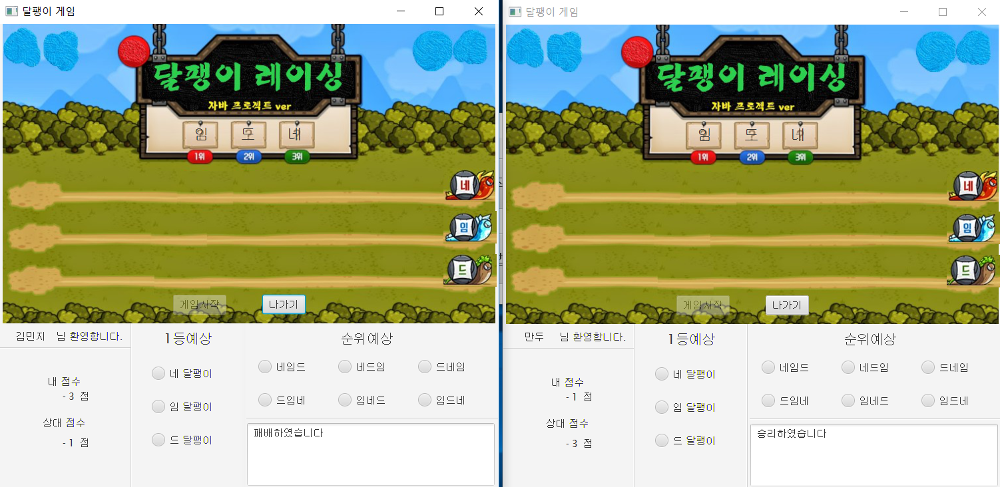 달팽이 게임
달팽이 레이싱
자바 프로젝트 ver
임 드 네
1위 2위 3위
네
임
드
게임시작 나가기
김민지 님 환영합니다.
내 점수
- 3 점
상대 점수
- 1 점
1등예상
네 달팽이
임 달팽이
드 달팽이
순위예상
네임드 네드임 드네임
드임네 임네드 임드네
패배하였습니다
달팽이 게임
달팽이 레이싱
자바 프로젝트 ver
임 드 네
1위 2위 3위
네
임
드
게임시작 나가기
만두 님 환영합니다.
내 점수
- 1 점
상대 점수
- 3 점
1등예상
네 달팽이
임 달팽이
드 달팽이
순위예상
네임드 네드임 드네임
드임네 임네드 임드네
승리하였습니다